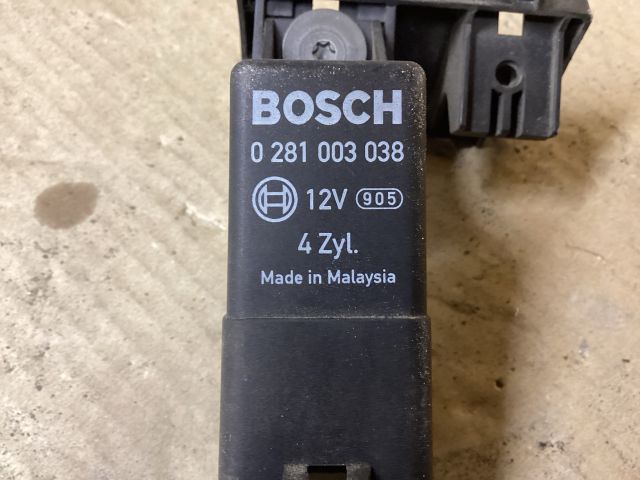 BOSCH
0 281 003 038
12V 905
4 Zyl.
Made in Malaysia